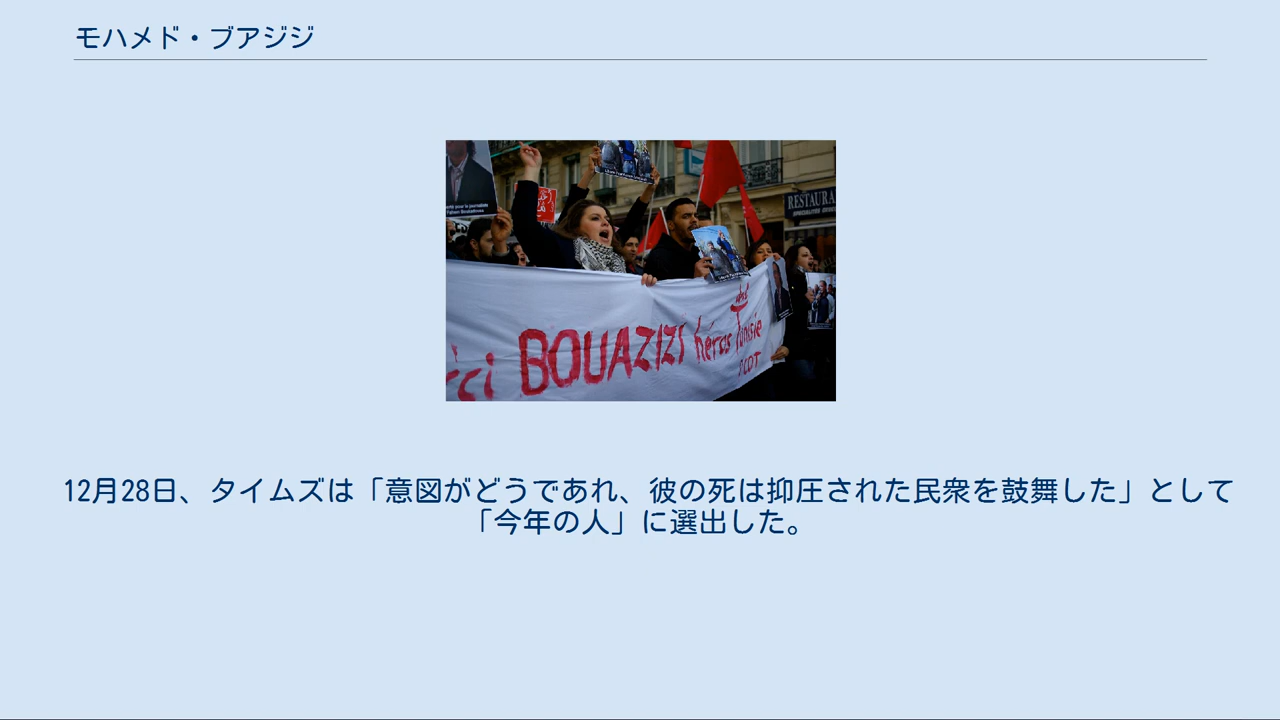 モハメド・ブアジジ
RESTAURA
BOUAZIZI héros Tunisie
12月28日、タイムズは「意図がどうであれ、彼の死は抑圧された民衆を鼓舞した」として
「今年の人」に選出した。